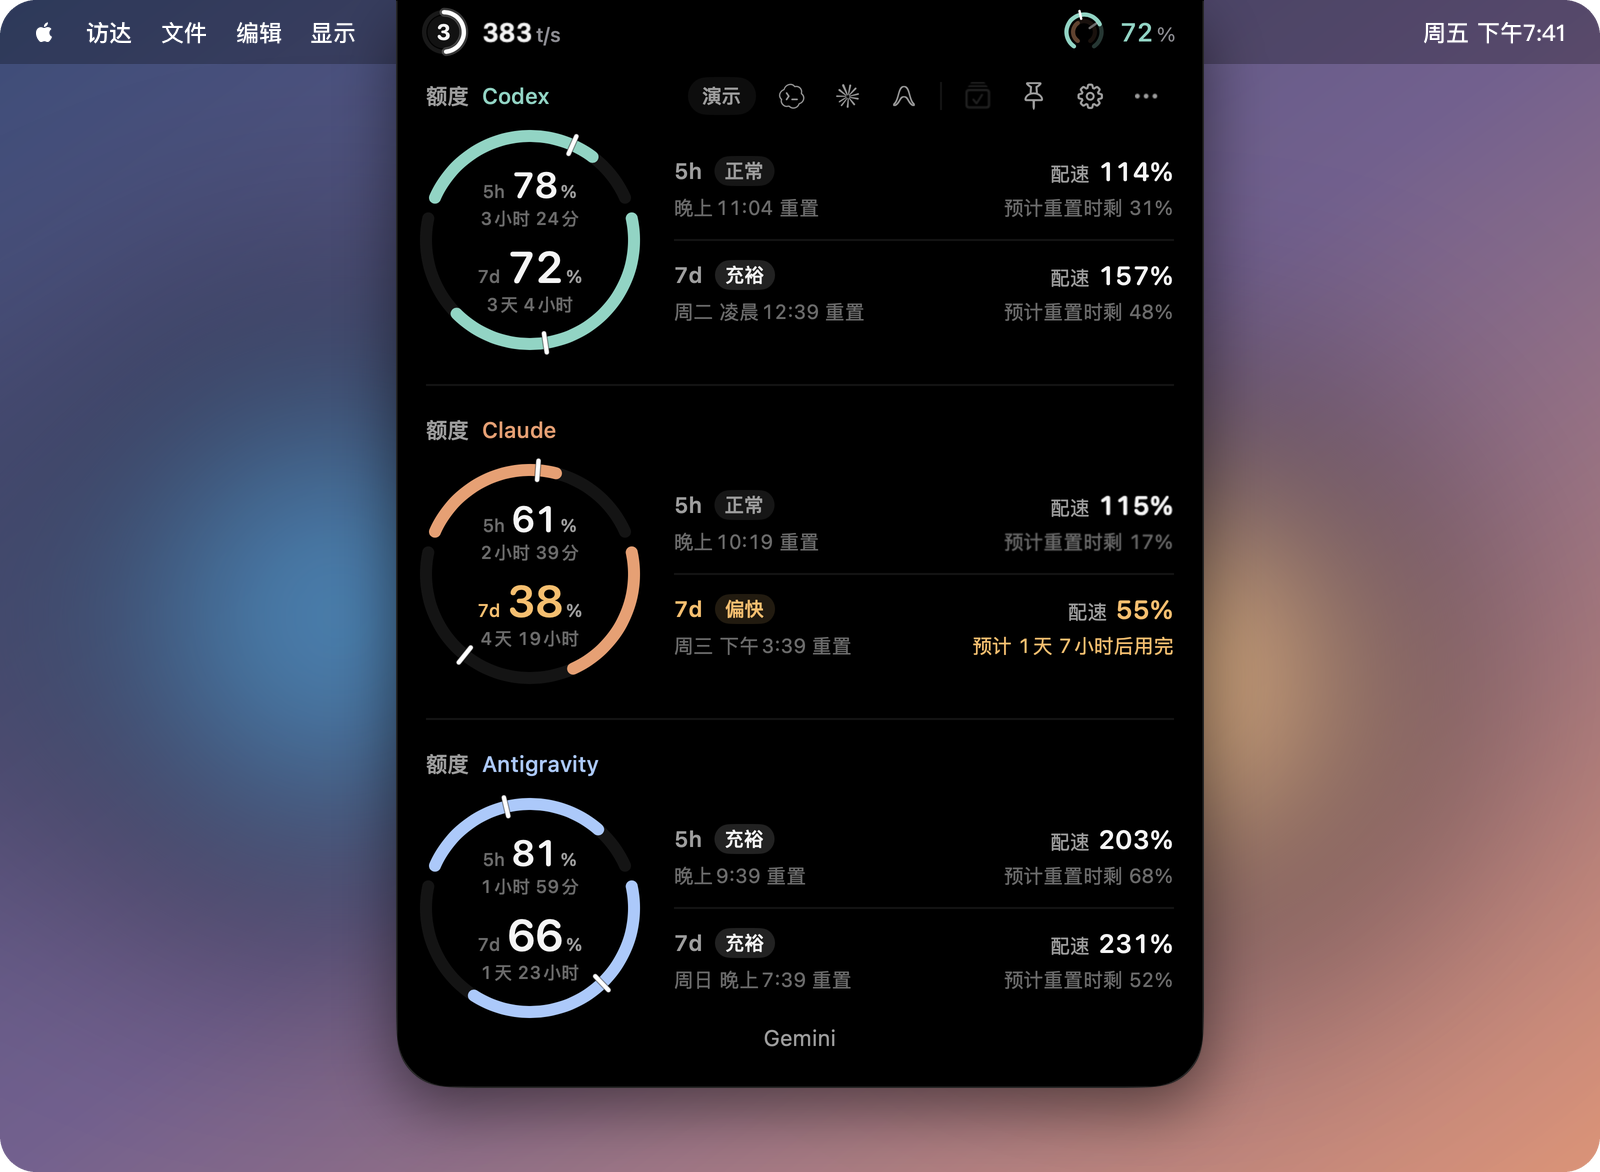 访达 文件 编辑 显示
3 383 t/s
72 %
周五 下午7:41
额度 Codex
演示
5h 78 %
3小时 24分
7d 72 %
3天 4小时
5h 正常 配速 114%
晚上11:04 重置 预计重置时剩 31%
7d 充裕 配速 157%
周二 凌晨12:39 重置 预计重置时剩 48%
额度 Claude
5h 61 %
2小时 39分
7d 38 %
4天 19小时
5h 正常 配速 115%
晚上10:19 重置 预计重置时剩 17%
7d 偏快 配速 55%
周三 下午3:39 重置 预计 1天 7小时后用完
额度 Antigravity
5h 81 %
1小时 59分
7d 66 %
1天 23小时
5h 充裕 配速 203%
晚上9:39 重置 预计重置时剩 68%
7d 充裕 配速 231%
周日 晚上7:39 重置 预计重置时剩 52%
Gemini